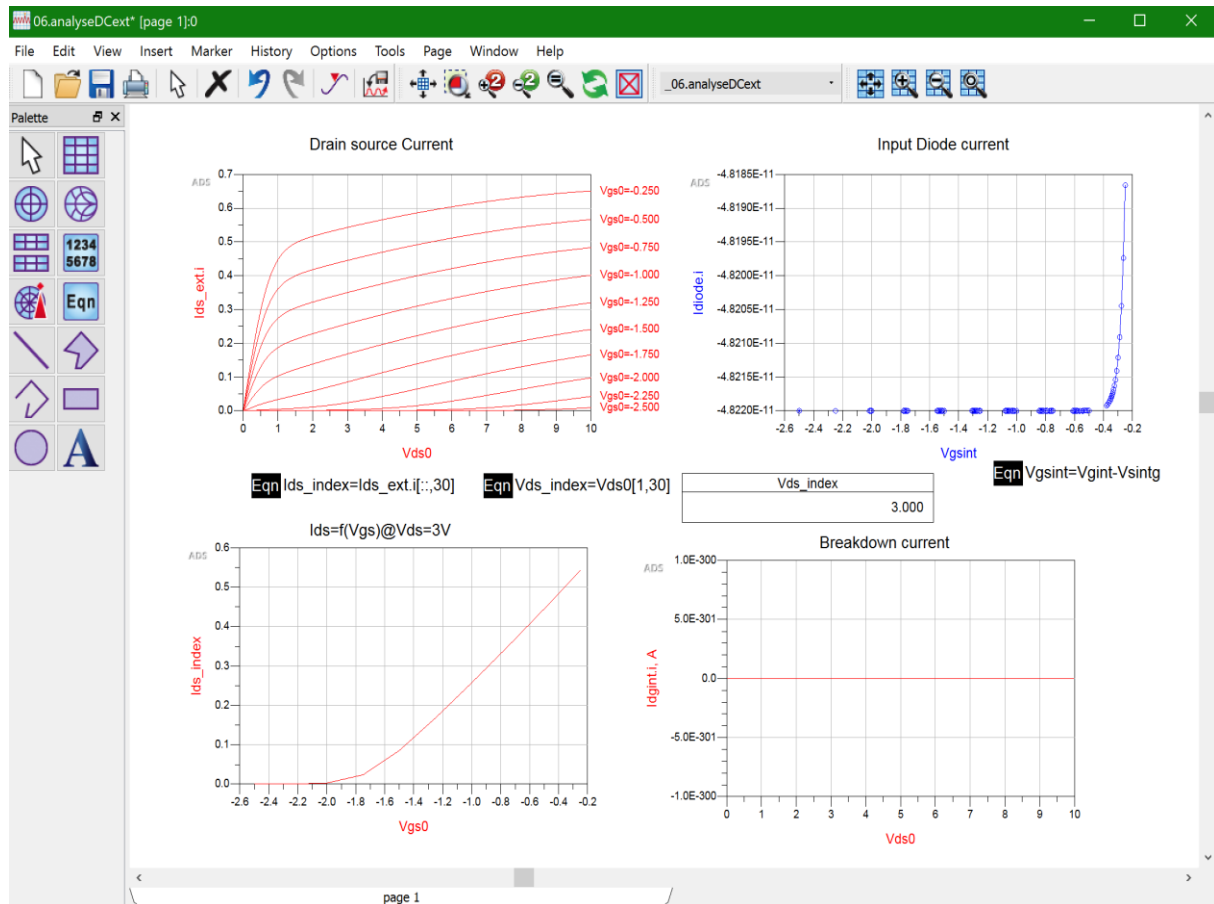 06.analyseDCext* [page 1]:0
File Edit View Insert Marker History Options Tools Page Window Help
_06.analyseDCext
Palette
1234
5678
Eqn
Drain source Current
ADS
Ids_ext.i
0.7
0.6
0.5
0.4
0.3
0.2
0.1
0.0
Vgs0=-0.250
Vgs0=-0.500
Vgs0=-0.750
Vgs0=-1.000
Vgs0=-1.250
Vgs0=-1.500
Vgs0=-1.750
Vgs0=-2.000
Vgs0=-2.250
Vgs0=-2.500
0 1 2 3 4 5 6 7 8 9 10
Vds0
Input Diode current
ADS
Idiode.i
-4.8185E-11
-4.8190E-11
-4.8195E-11
-4.8200E-11
-4.8205E-11
-4.8210E-11
-4.8215E-11
-4.8220E-11
-2.6 -2.4 -2.2 -2.0 -1.8 -1.6 -1.4 -1.2 -1.0 -0.8 -0.6 -0.4 -0.2
Vgsint
Eqn Ids_index=Ids_ext.i[::,30]
Eqn Vds_index=Vds0[1,30]
Vds_index
3.000
Eqn Vgsint=Vgint-Vsintg
Ids=f(Vgs)@Vds=3V
ADS
Ids_index
0.6
0.5
0.4
0.3
0.2
0.1
0.0
-2.6 -2.4 -2.2 -2.0 -1.8 -1.6 -1.4 -1.2 -1.0 -0.8 -0.6 -0.4 -0.2
Vgs0
Breakdown current
ADS
Idgint.i, A
1.0E-300
5.0E-301
0.0
-5.0E-301
-1.0E-300
0 1 2 3 4 5 6 7 8 9 10
Vds0
page 1